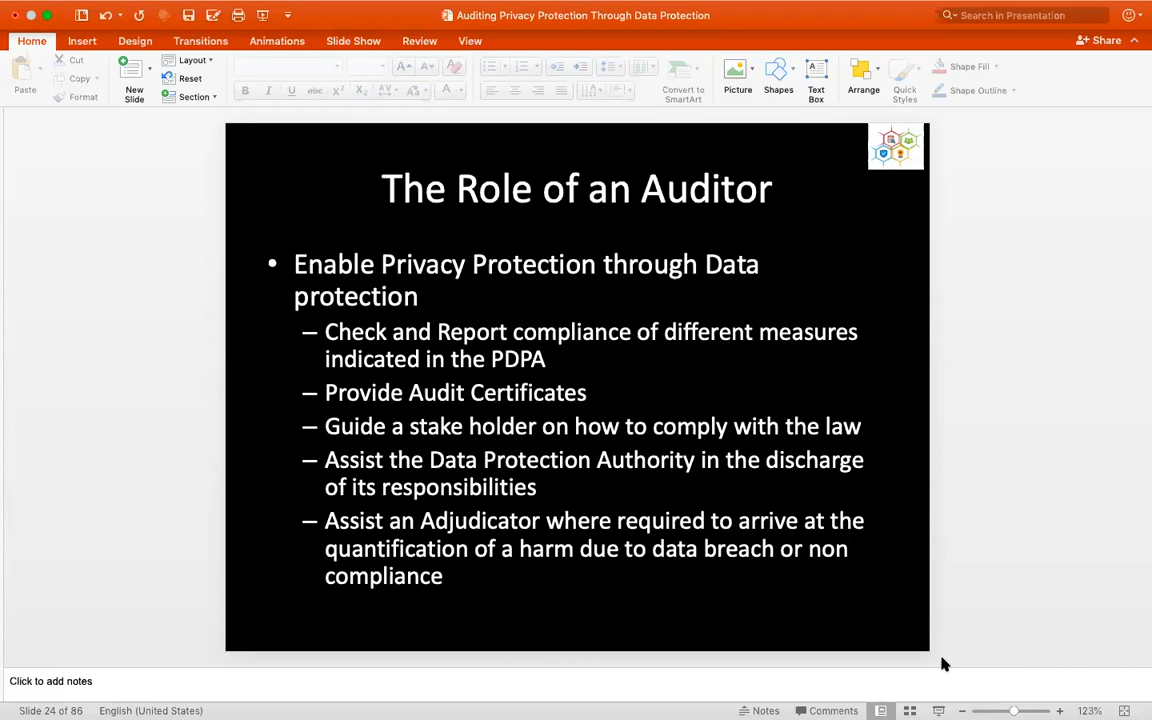 Auditing Privacy Protection Through Data Protection
Search in Presentation
Home Insert Design Transitions Animations Slide Show Review View
Share
Paste
Cut
Copy
Format
New
Slide
Layout
Reset
Section
B I U abc X² X₂ AV Aa A
A A
Convert to
SmartArt
Picture
Shapes
A
Text
Box
Arrange
Quick
Styles
Shape Fill
Shape Outline
The Role of an Auditor
• Enable Privacy Protection through Data
protection
– Check and Report compliance of different measures
indicated in the PDPA
– Provide Audit Certificates
– Guide a stake holder on how to comply with the law
– Assist the Data Protection Authority in the discharge
of its responsibilities
– Assist an Adjudicator where required to arrive at the
quantification of a harm due to data breach or non
compliance
Click to add notes
Slide 24 of 86 English (United States)
Notes Comments 123%